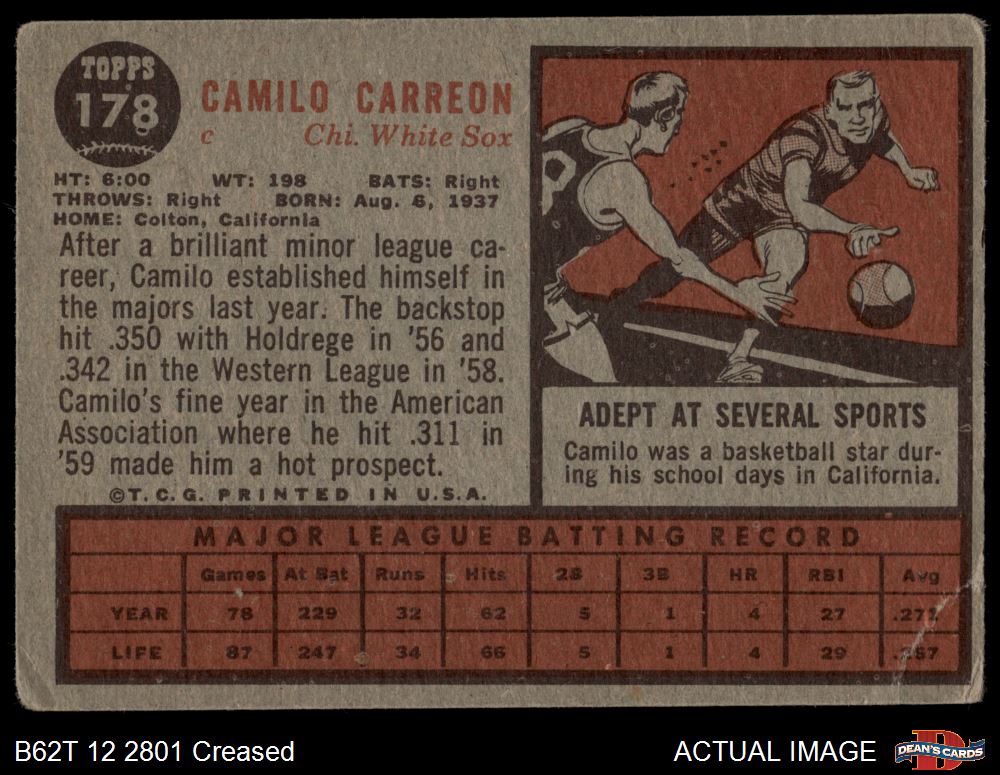 TOPPS
178
CAMILO CARREON
c Chi. White Sox
HT: 6:00 WT: 198 BATS: Right
THROWS: Right BORN: Aug. 6, 1937
HOME: Colton, California
After a brilliant minor league ca-
reer, Camilo established himself in
the majors last year. The backstop
hit .350 with Holdrege in '56 and
.342 in the Western League in '58.
Camilo's fine year in the American
Association where he hit .311 in
'59 made him a hot prospect.
©T.C.G. PRINTED IN U.S.A.
ADEPT AT SEVERAL SPORTS
Camilo was a basketball star dur-
ing his school days in California.
MAJOR LEAGUE BATTING RECORD
Games At Bat Runs Hits 2B 3B HR RBI Avg
YEAR 78 229 32 62 5 1 4 27 .271
LIFE 87 247 34 66 5 1 4 29 .267
B62T 12 2801 Creased
ACTUAL IMAGE
DEAN'S CARDS